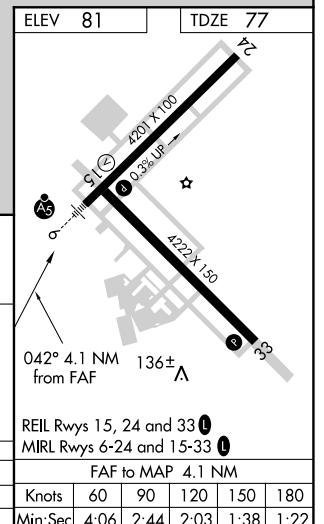 ELEV 81 TDZE 77
24
4201 X 100
0.3% UP
V
15
P
A5
6
4222 X 150
P
33
042° 4.1 NM
from FAF
136±
REIL Rwys 15, 24 and 33 L
MIRL Rwys 6-24 and 15-33 L
FAF to MAP 4.1 NM
Knots 60 90 120 150 180
Min:Sec 4:06 2:44 2:03 1:38 1:22